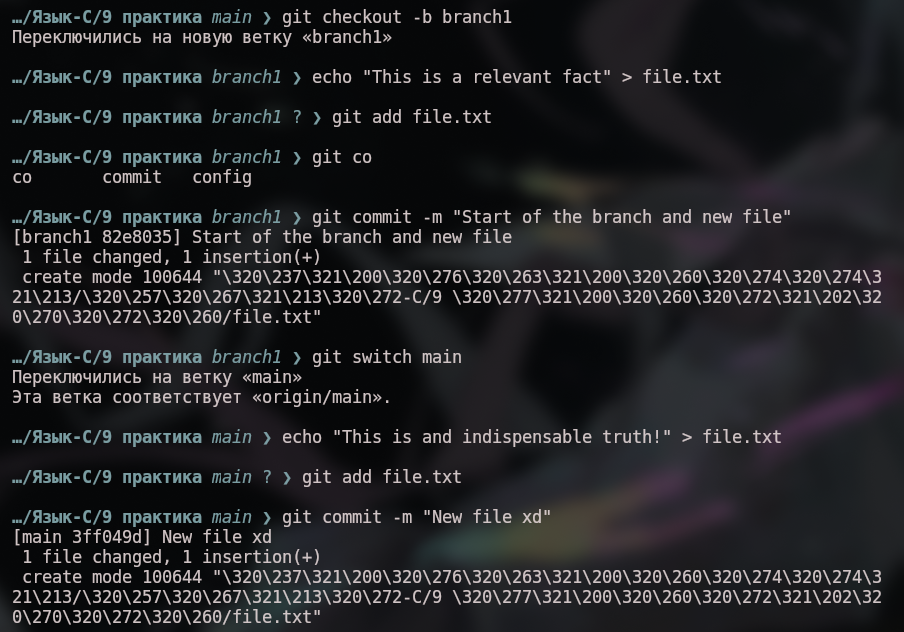 …/Язык-C/9 практика main ❯ git checkout -b branch1
Переключились на новую ветку «branch1»
…/Язык-C/9 практика branch1 ❯ echo "This is a relevant fact" > file.txt
…/Язык-C/9 практика branch1 ? ❯ git add file.txt
…/Язык-C/9 практика branch1 ❯ git co
co       commit   config
…/Язык-C/9 практика branch1 ❯ git commit -m "Start of the branch and new file"
[branch1 82e8035] Start of the branch and new file
 1 file changed, 1 insertion(+)
 create mode 100644 "\320\237\321\200\320\276\320\263\321\200\320\260\320\274\320\274\3
21\213/\320\257\320\267\321\213\320\272-C/9 \320\277\321\200\320\260\320\272\321\202\32
0\270\320\272\320\260/file.txt"
…/Язык-C/9 практика branch1 ❯ git switch main
Переключились на ветку «main»
Эта ветка соответствует «origin/main».
…/Язык-C/9 практика main ❯ echo "This is and indispensable truth!" > file.txt
…/Язык-C/9 практика main ? ❯ git add file.txt
…/Язык-C/9 практика main ❯ git commit -m "New file xd"
[main 3ff049d] New file xd
 1 file changed, 1 insertion(+)
 create mode 100644 "\320\237\321\200\320\276\320\263\321\200\320\260\320\274\320\274\3
21\213/\320\257\320\267\321\213\320\272-C/9 \320\277\321\200\320\260\320\272\321\202\32
0\270\320\272\320\260/file.txt"